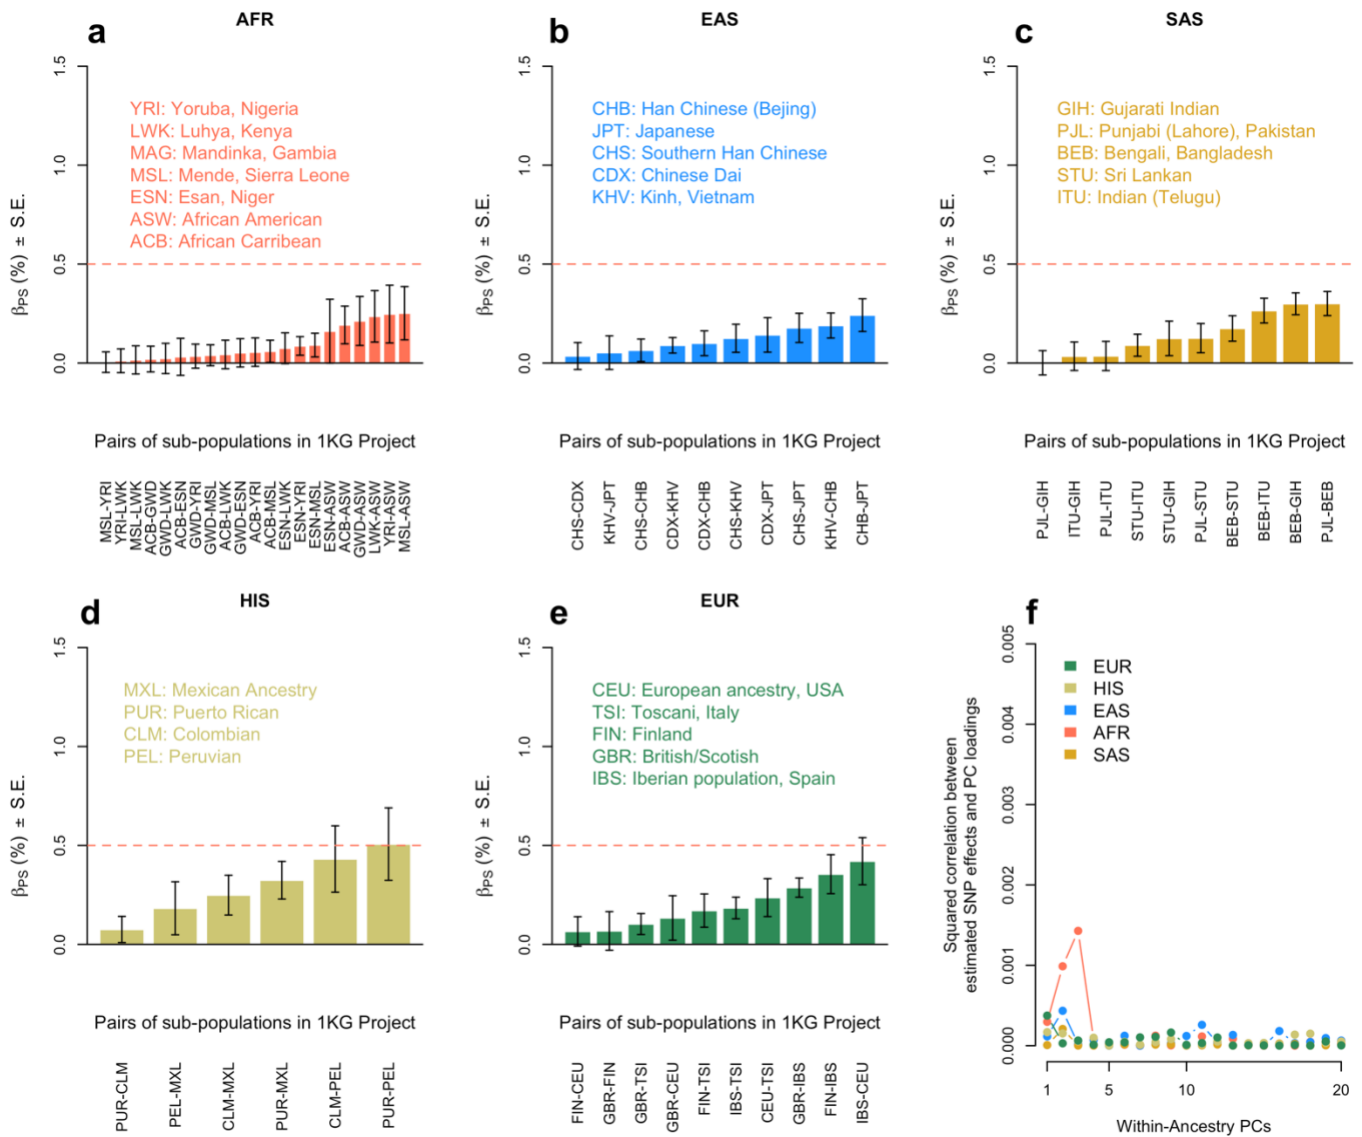 a
AFR
1.5
1.0
0.5
0.0
βPS (%) ± S.E.
YRI: Yoruba, Nigeria
LWK: Luhya, Kenya
MAG: Mandinka, Gambia
MSL: Mende, Sierra Leone
ESN: Esan, Niger
ASW: African American
ACB: African Carribean
Pairs of sub-populations in 1KG Project
MSL-YRI
YRI-LWK
MSL-LWK
ACB-GWD
GWD-LWK
ACB-ESN
GWD-YRI
GWD-MSL
ACB-LWK
GWD-ESN
ACB-YRI
ACB-MSL
ESN-LWK
ESN-YRI
ESN-MSL
ESN-ASW
ACB-ASW
GWD-ASW
LWK-ASW
YRI-ASW
MSL-ASW
b
EAS
1.5
1.0
0.5
0.0
βPS (%) ± S.E.
CHB: Han Chinese (Bejing)
JPT: Japanese
CHS: Southern Han Chinese
CDX: Chinese Dai
KHV: Kinh, Vietnam
Pairs of sub-populations in 1KG Project
CHS-CDX
KHV-JPT
CHS-CHB
CDX-KHV
CDX-CHB
CHS-KHV
CDX-JPT
CHS-JPT
KHV-CHB
CHB-JPT
c
SAS
1.5
1.0
0.5
0.0
βPS (%) ± S.E.
GIH: Gujarati Indian
PJL: Punjabi (Lahore), Pakistan
BEB: Bengali, Bangladesh
STU: Sri Lankan
ITU: Indian (Telugu)
Pairs of sub-populations in 1KG Project
PJL-GIH
ITU-GIH
PJL-ITU
STU-ITU
STU-GIH
PJL-STU
BEB-STU
BEB-ITU
BEB-GIH
PJL-BEB
d
HIS
1.5
1.0
0.5
0.0
βPS (%) ± S.E.
MXL: Mexican Ancestry
PUR: Puerto Rican
CLM: Colombian
PEL: Peruvian
Pairs of sub-populations in 1KG Project
PUR-CLM
PEL-MXL
CLM-MXL
PUR-MXL
CLM-PEL
PUR-PEL
e
EUR
1.5
1.0
0.5
0.0
βPS (%) ± S.E.
CEU: European ancestry, USA
TSI: Toscani, Italy
FIN: Finland
GBR: British/Scotish
IBS: Iberian population, Spain
Pairs of sub-populations in 1KG Project
FIN-CEU
GBR-FIN
GBR-TSI
GBR-CEU
FIN-TSI
IBS-TSI
CEU-TSI
GBR-IBS
FIN-IBS
IBS-CEU
f
0.005
0.004
0.003
0.002
0.001
0.000
Squared correlation between
estimated SNP effects and PC loadings
EUR
HIS
EAS
AFR
SAS
1
5
10
20
Within-Ancestry PCs